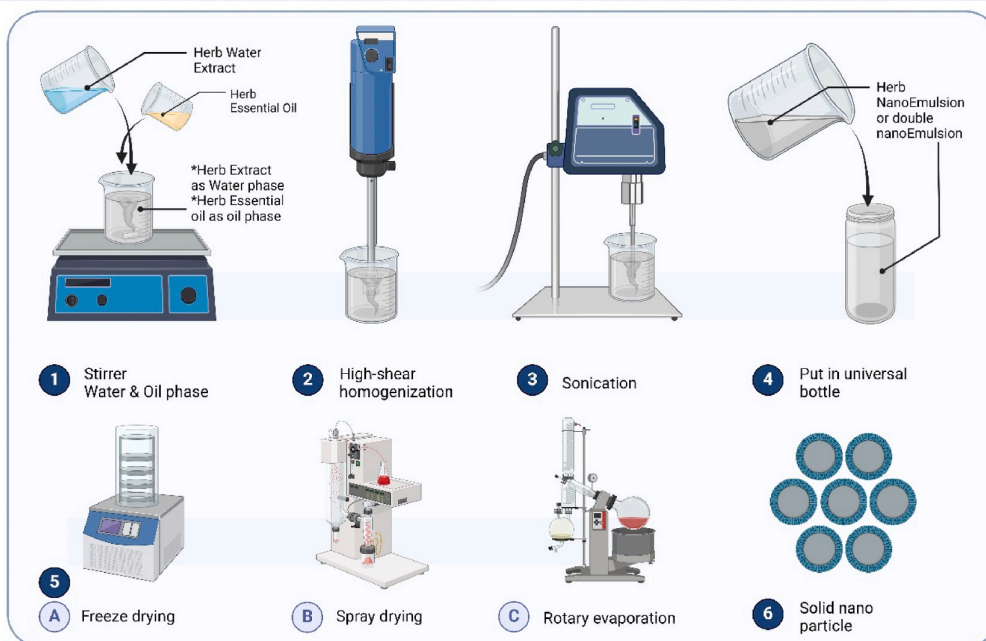 Herb Water
Extract
Herb
Essential Oil
*Herb Extract
as Water phase
*Herb Essential
oil as oil phase
Herb
NanoEmulsion
or double
nanoEmulsion
1 Stirrer
Water & Oil phase
2 High-shear
homogenization
3 Sonication
4 Put in universal
bottle
5
A Freeze drying
B Spray drying
C Rotary evaporation
6 Solid nano
particle